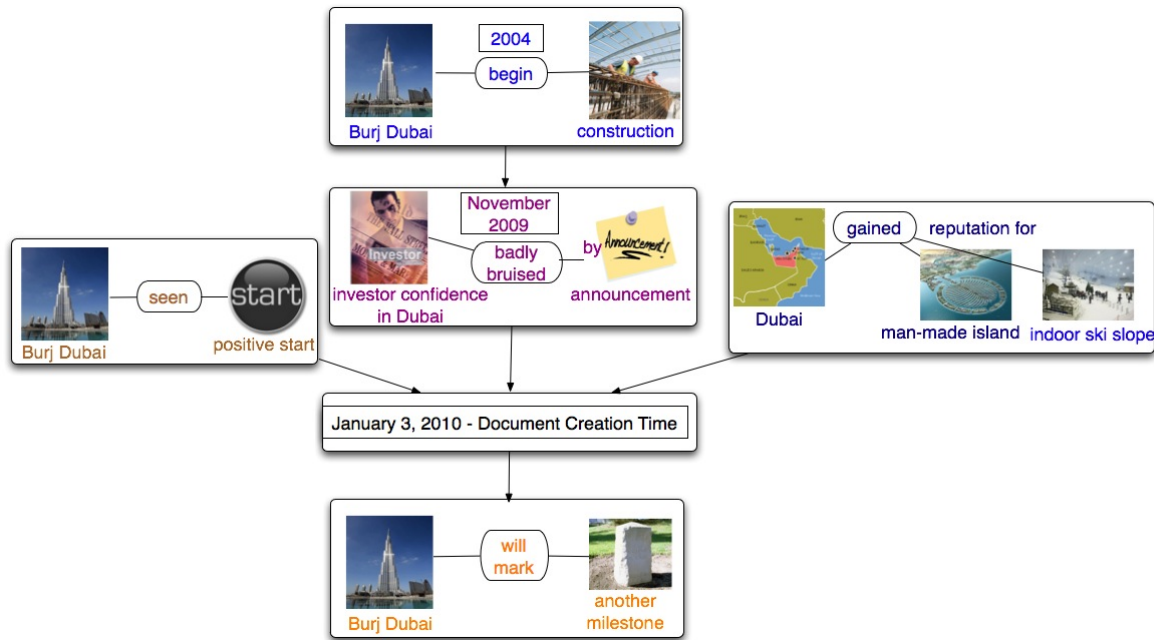 2004
begin
Burj Dubai
construction
November
2009
Investor
badly
bruised
by
Announcement!
investor confidence
in Dubai
announcement
seen
start
Burj Dubai
positive start
gained
reputation for
Dubai
man-made island
indoor ski slope
January 3, 2010 - Document Creation Time
will
mark
Burj Dubai
another
milestone